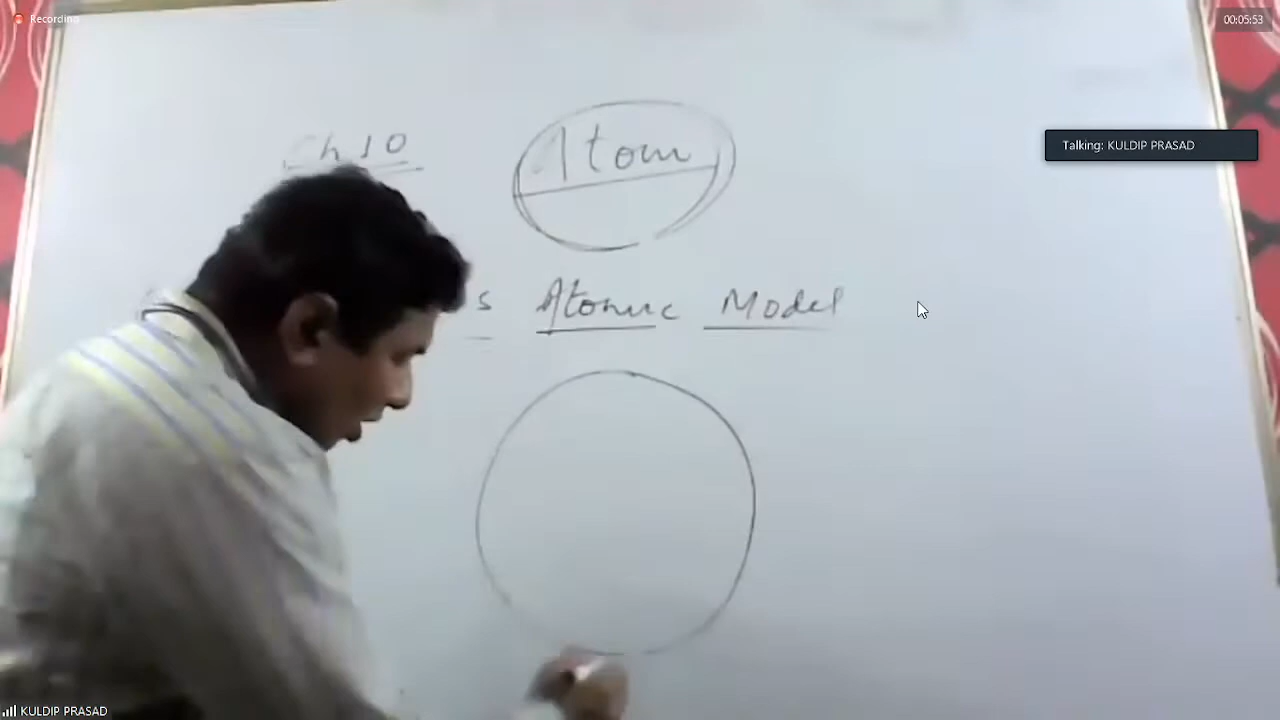 Recording
00:05:53
Ch 10
Atom
Talking: KULDIP PRASAD
s Atomic Model
KULDIP PRASAD